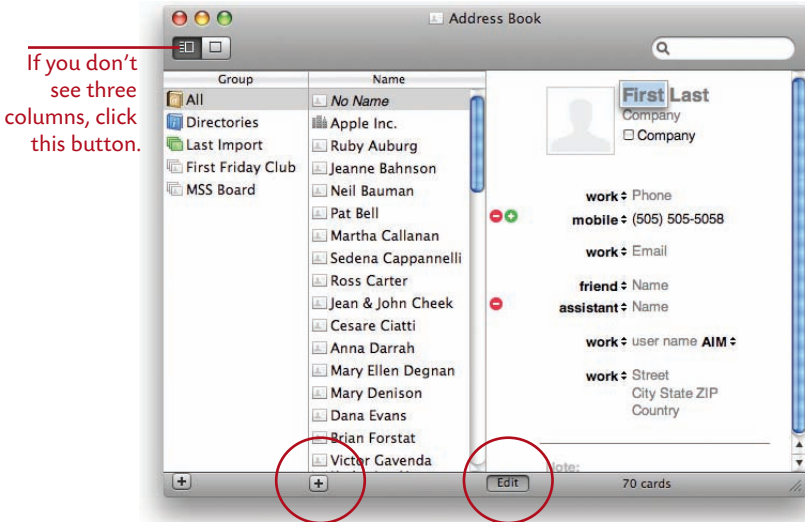 Address Book
If you don't
see three
columns, click
this button.
Group
All
Directories
Last Import
First Friday Club
MSS Board
Name
No Name
Apple Inc.
Ruby Auburg
Jeanne Bahnson
Neil Bauman
Pat Bell
Martha Callanan
Sedena Cappannelli
Ross Carter
Jean & John Cheek
Cesare Ciatti
Anna Darrah
Mary Ellen Degnan
Mary Denison
Dana Evans
Brian Forstat
Victor Gavenda
First Last
Company
Company
work Phone
mobile (505) 505-5058
work Email
friend Name
assistant Name
work user name AIM
work Street
City State ZIP
Country
Note:
Edit
70 cards